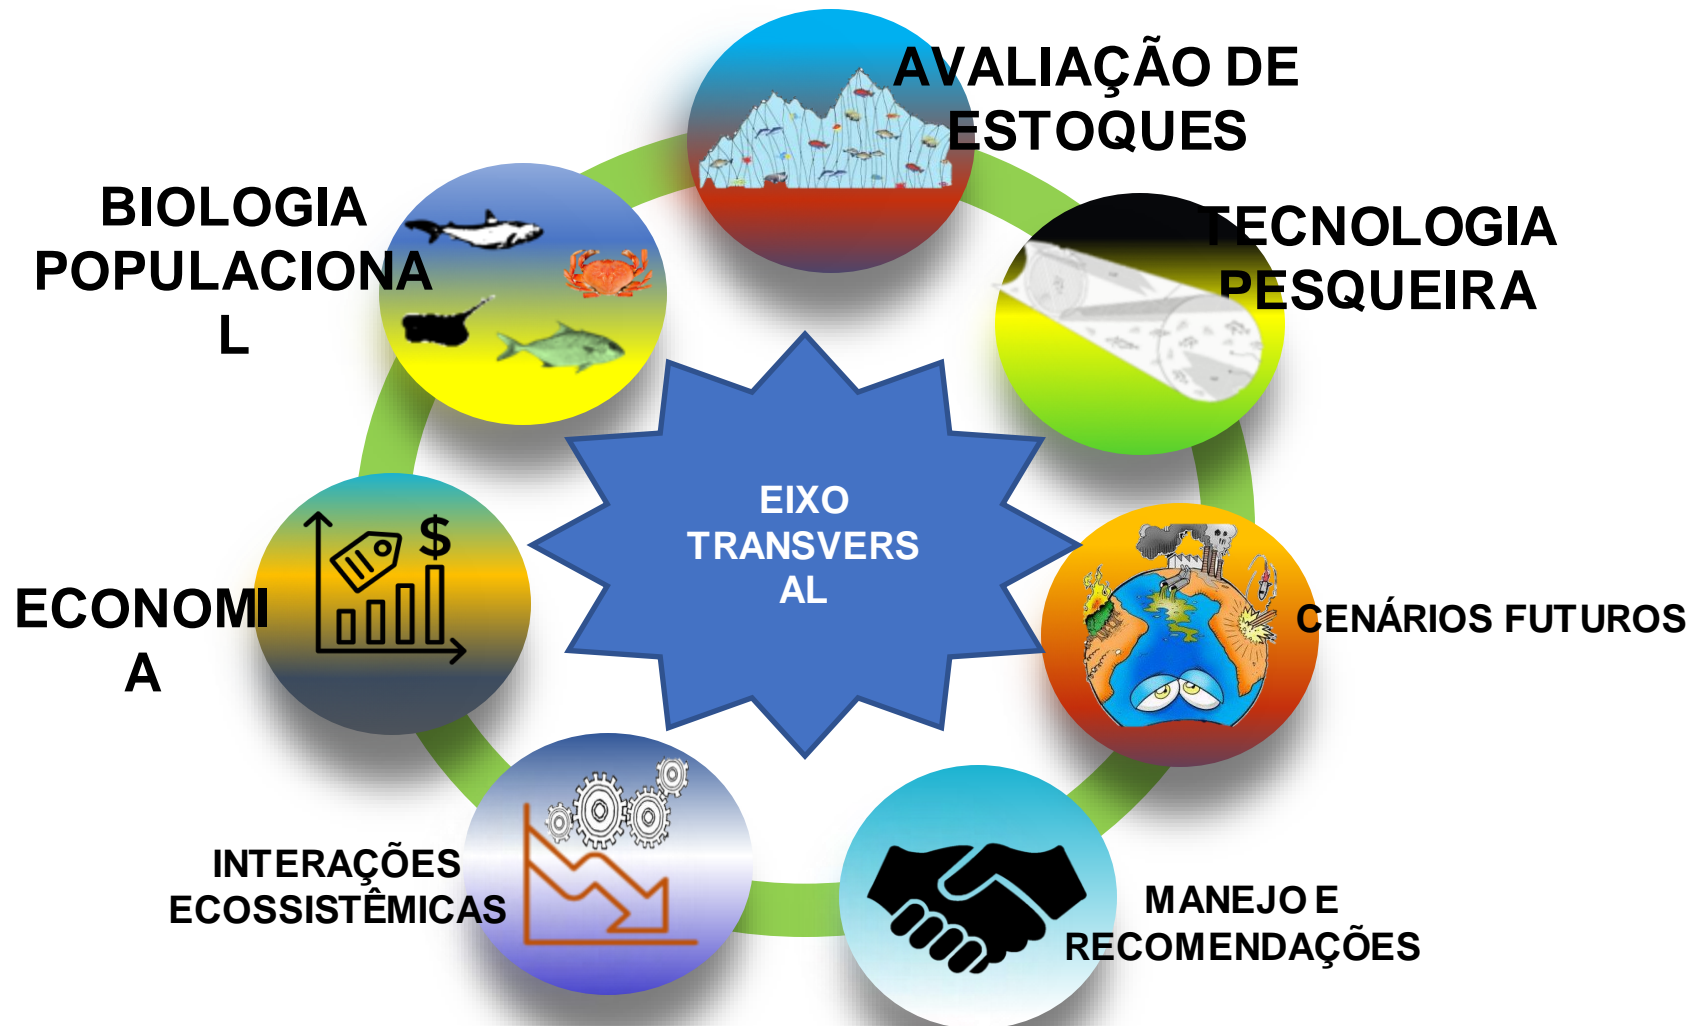 AVALIAÇÃO DE
ESTOQUES
BIOLOGIA
POPULACIONA
L
TECNOLOGIA
PESQUEIRA
EIXO
TRANSVERS
AL
$
ECONOMI
A
CENÁRIOS FUTUROS
INTERAÇÕES
ECOSSISTÊMICAS
MANEJO E
RECOMENDAÇÕES